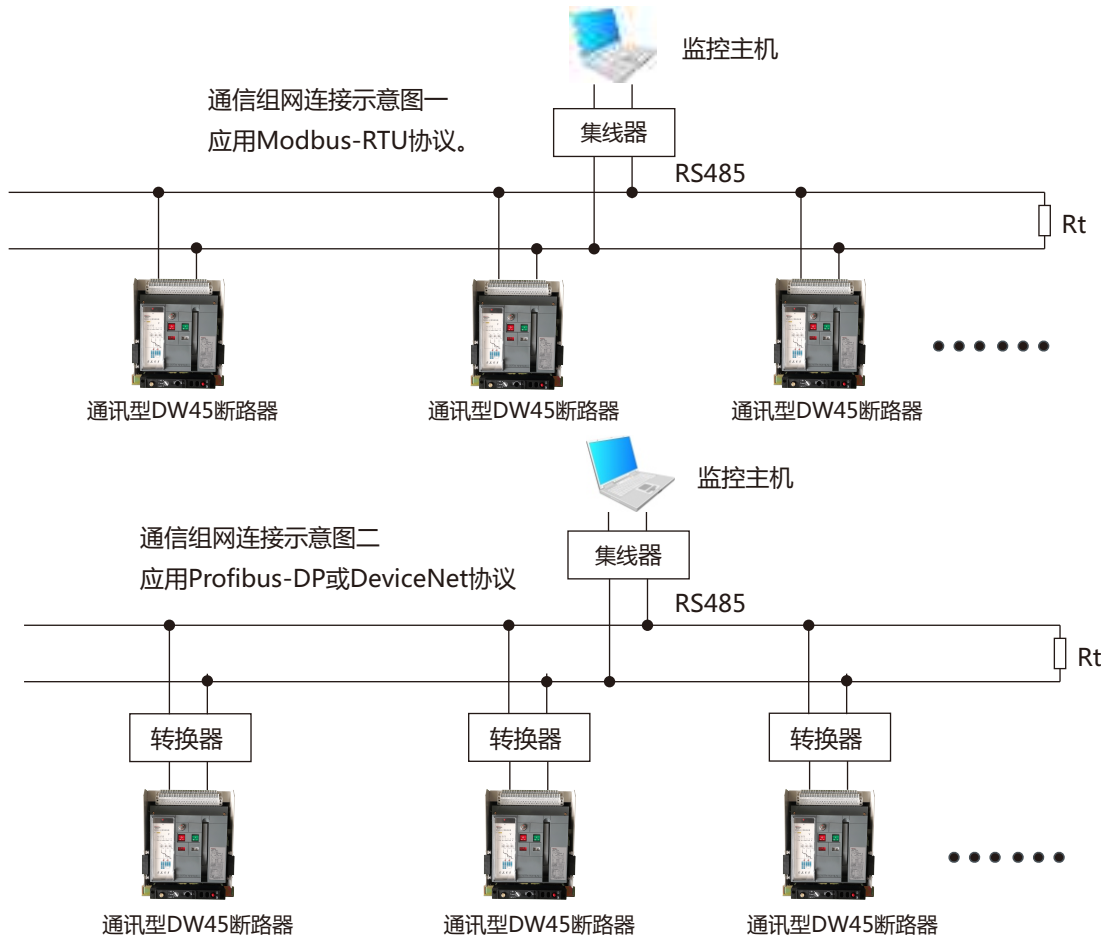 监控主机
通信组网连接示意图一
应用Modbus-RTU协议。
集线器
RS485
Rt
通讯型DW45断路器
通讯型DW45断路器
通讯型DW45断路器
监控主机
通信组网连接示意图二
应用Profibus-DP或DeviceNet协议
集线器
RS485
Rt
转换器
转换器
转换器
通讯型DW45断路器
通讯型DW45断路器
通讯型DW45断路器